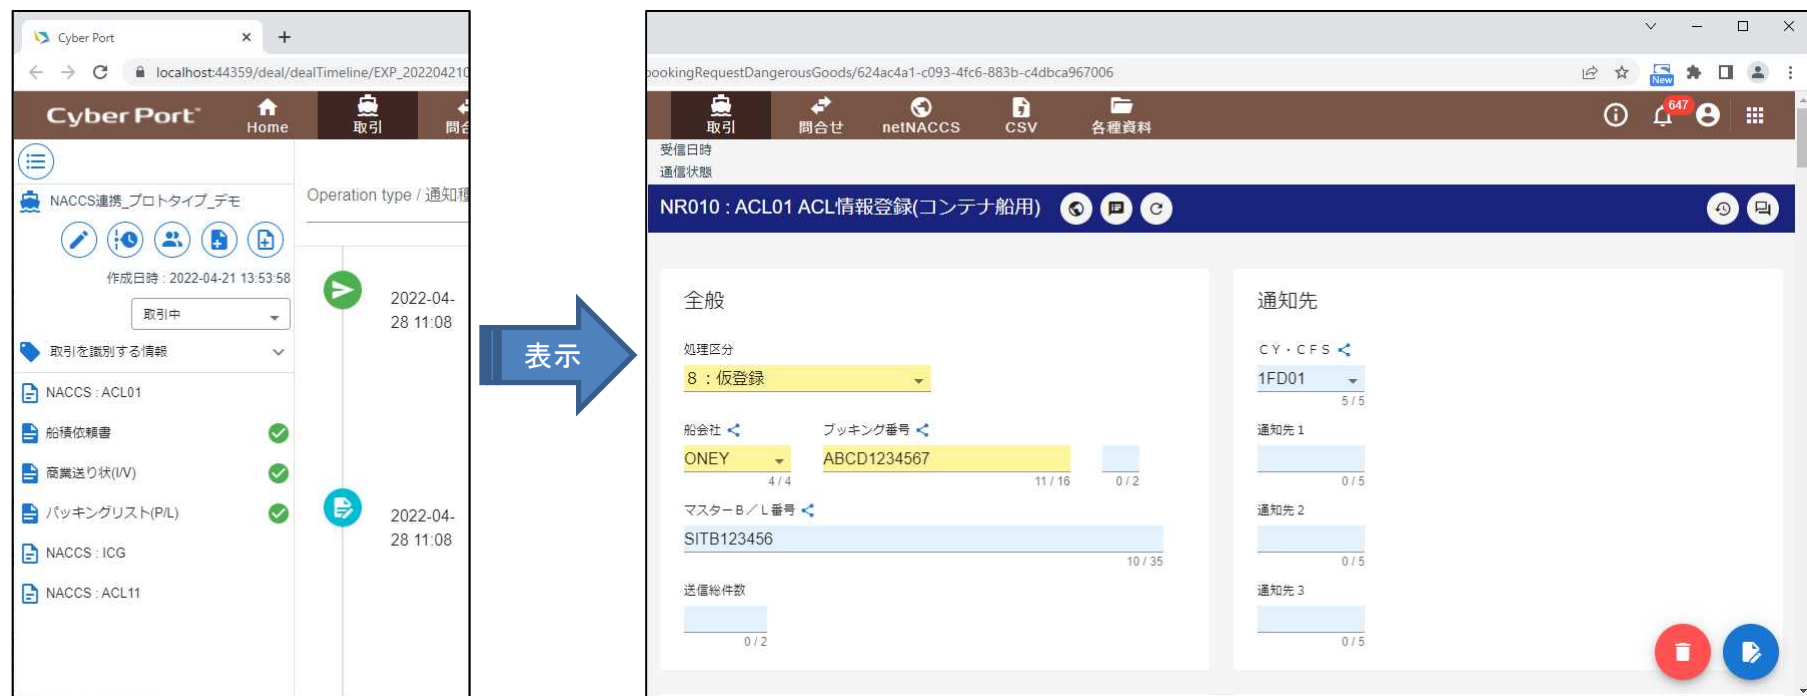 Cyber Port
localhost:44359/deal/dealTimeline/EXP_202204210
Cyber Port
Home
取引
NACCS連携_プロトタイプ_デモ
作成日時 : 2022-04-21 13:53:58
取引中
取引を識別する情報
NACCS : ACL01
船積依頼書
商業送り状(I/V)
パッキングリスト(P/L)
NACCS : ICG
NACCS : ACL11
Operation type / 通知種
2022-04-
28 11:08
2022-04-
28 11:08
表示
bookingRequestDangerousGoods/624ac4a1-c093-4fc6-883b-c4dbca967006
New
取引
問合せ
netNACCS
CSV
各種資料
647
受信日時
通信状態
NR010 : ACL01 ACL情報登録(コンテナ船用)
全般
処理区分
8 : 仮登録
船会社
ブッキング番号
ONEY
ABCD1234567
4 / 4
11 / 16
0 / 2
マスターB／L番号
SITB123456
10 / 35
送信総件数
0 / 2
通知先
CY・CFS
1FD01
5 / 5
通知先1
0 / 5
通知先2
0 / 5
通知先3
0 / 5